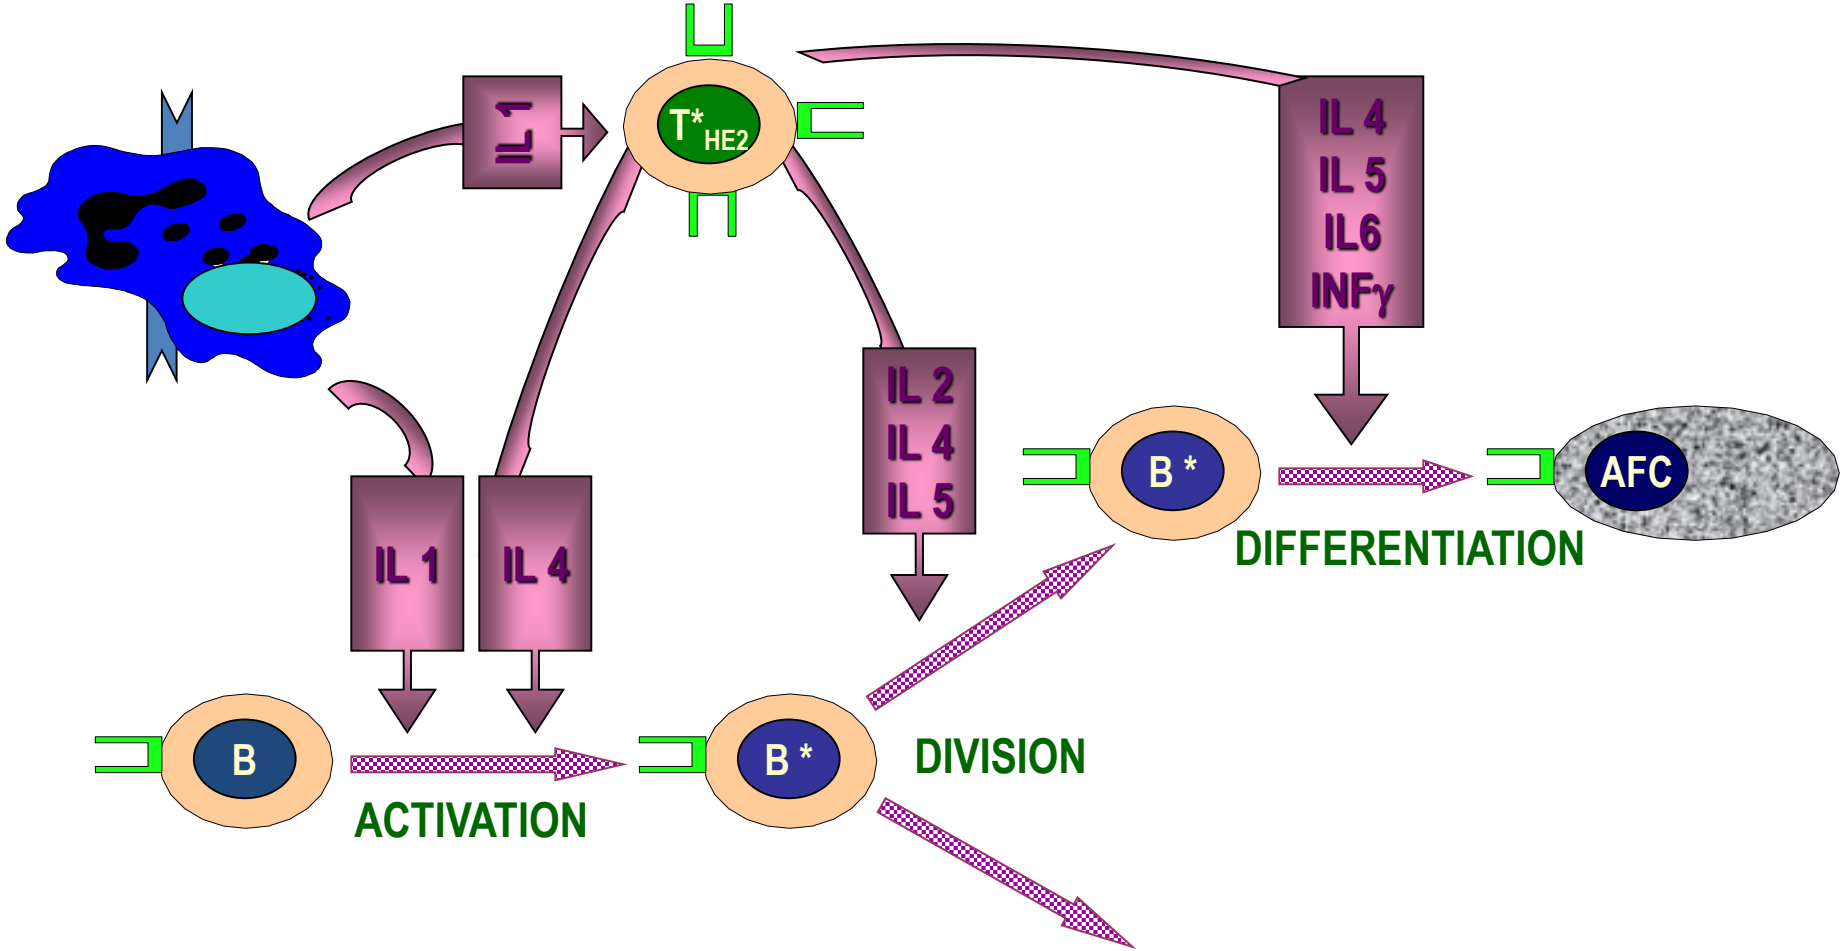 IL 1
T*HE2
IL 4
IL 5
IL6
INFγ
IL 2
IL 4
IL 5
IL 1
IL 4
B *
AFC
DIFFERENTIATION
B
B *
DIVISION
ACTIVATION